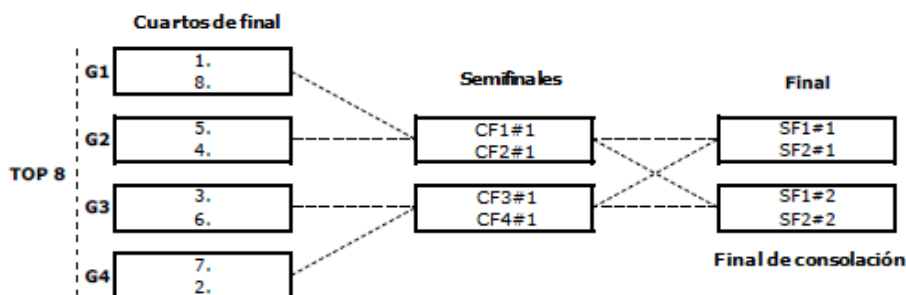 Cuartos de final
G1
1.
8.
Semifinales
Final
G2
5.
4.
CF1#1
CF2#1
SF1#1
SF2#1
TOP 8
G3
3.
6.
CF3#1
CF4#1
SF1#2
SF2#2
G4
7.
2.
Final de consolación